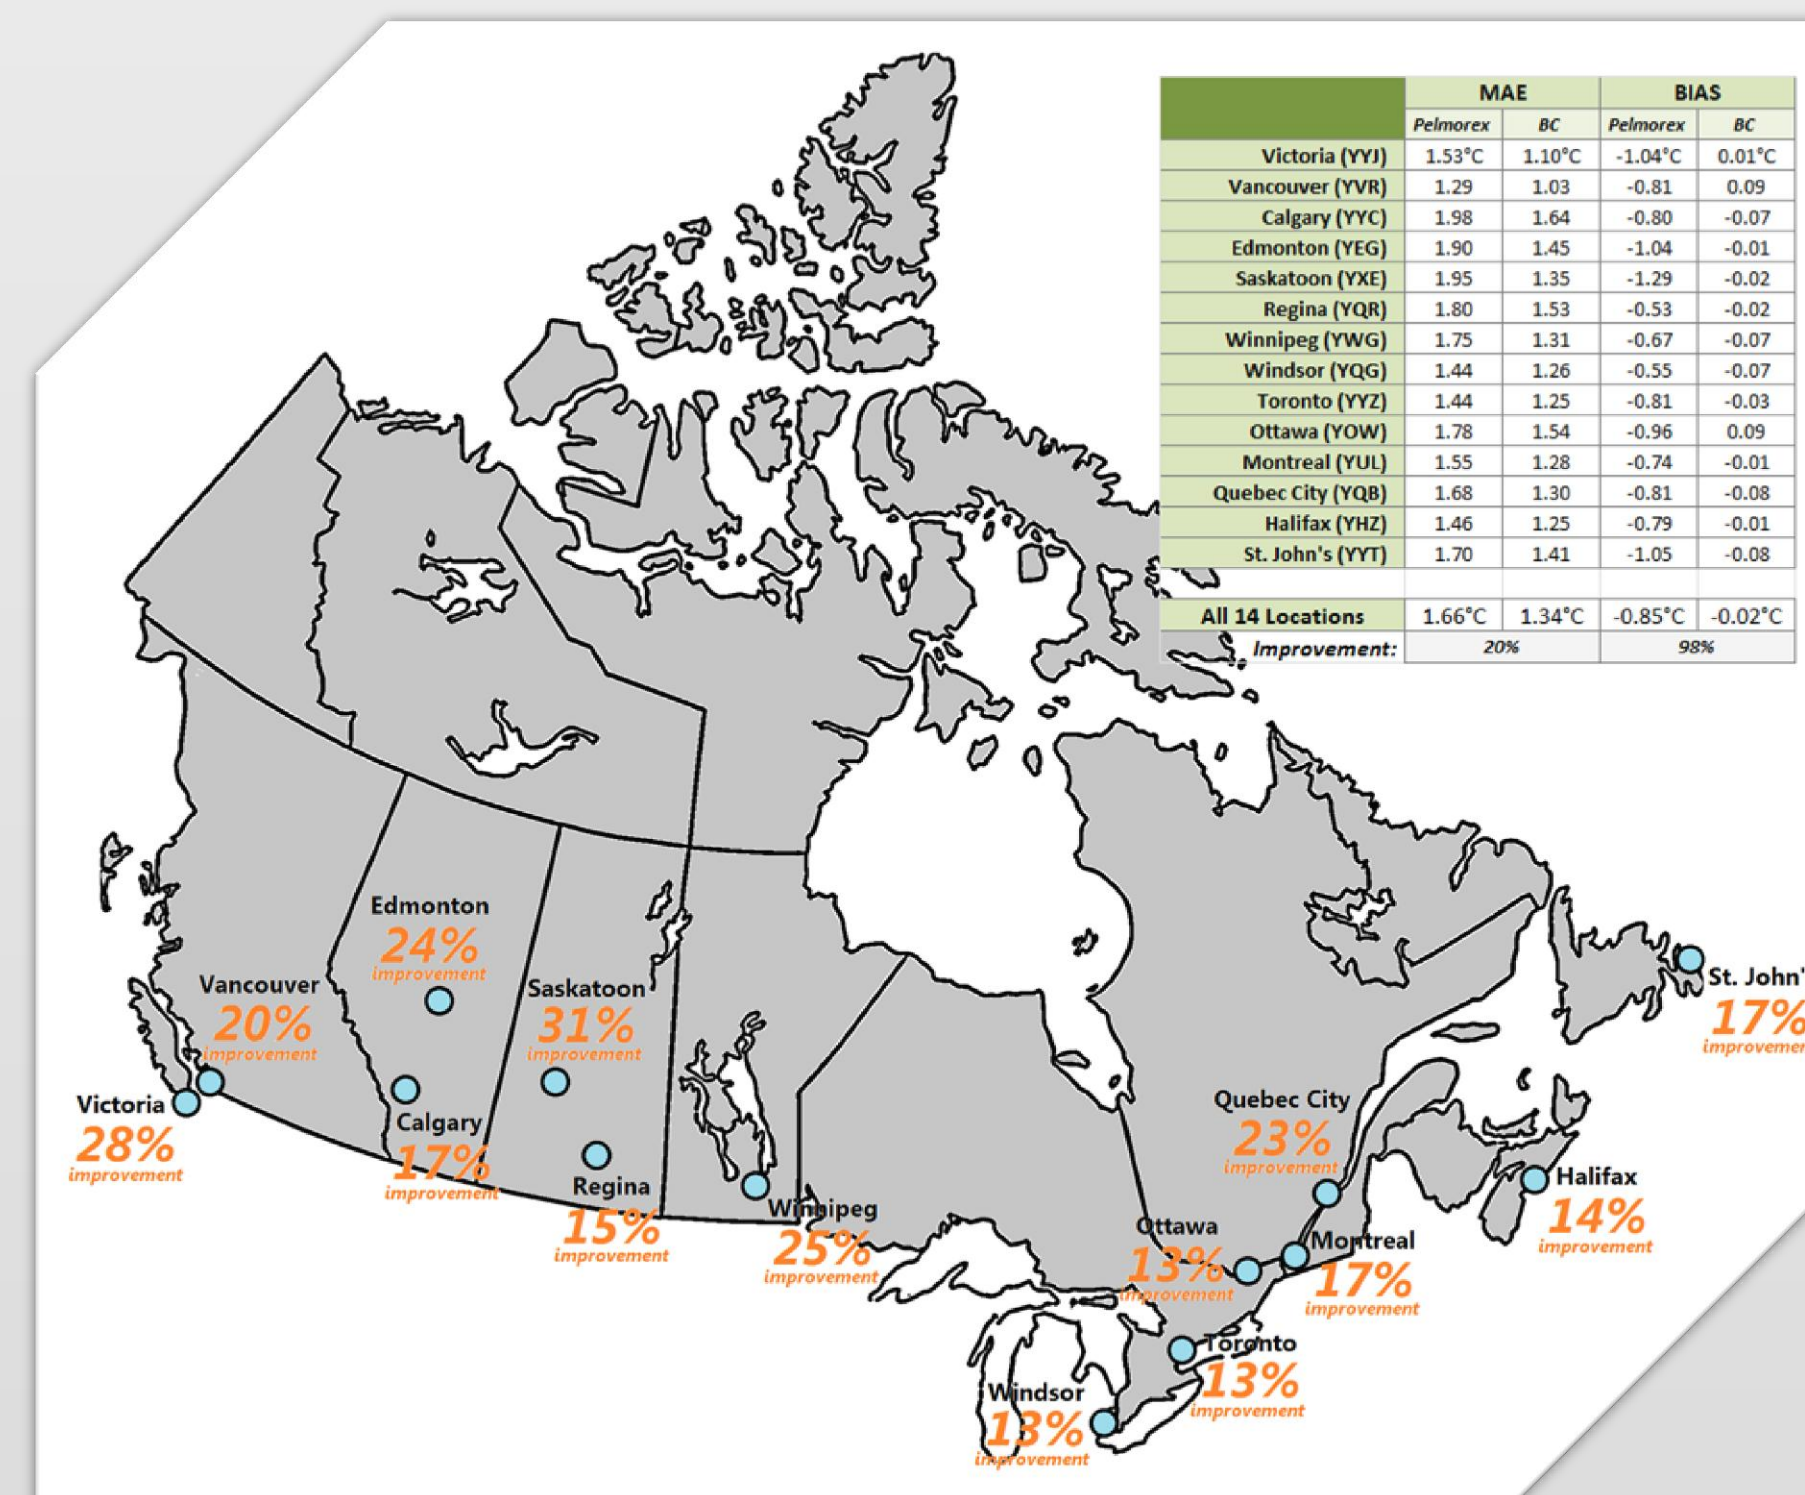 MAE BIAS
Pelmorex BC Pelmorex BC
Victoria (YYJ) 1.53°C 1.10°C -1.04°C 0.01°C
Vancouver (YVR) 1.29 1.03 -0.81 0.09
Calgary (YYC) 1.98 1.64 -0.80 -0.07
Edmonton (YEG) 1.90 1.45 -1.04 -0.01
Saskatoon (YXE) 1.95 1.35 -1.29 -0.02
Regina (YQR) 1.80 1.53 -0.53 -0.02
Winnipeg (YWG) 1.75 1.31 -0.67 -0.07
Windsor (YQG) 1.44 1.26 -0.55 -0.07
Toronto (YYZ) 1.44 1.25 -0.81 -0.03
Ottawa (YOW) 1.78 1.54 -0.96 0.09
Montreal (YUL) 1.55 1.28 -0.74 -0.01
Quebec City (YQB) 1.68 1.30 -0.81 -0.08
Halifax (YHZ) 1.46 1.25 -0.79 -0.01
St. John's (YYT) 1.70 1.41 -1.05 -0.08
All 14 Locations 1.66°C 1.34°C -0.85°C -0.02°C
Improvement: 20% 98%
Edmonton
24%
improvement
Vancouver
20%
improvement
Saskatoon
31%
improvement
Victoria
28%
improvement
Calgary
17%
improvement
Regina
15%
improvement
Winnipeg
25%
improvement
Quebec City
23%
improvement
Ottawa
13%
improvement
Montreal
17%
improvement
Toronto
13%
improvement
Windsor
13%
improvement
Halifax
14%
improvement
St. John'
17%
improvemer